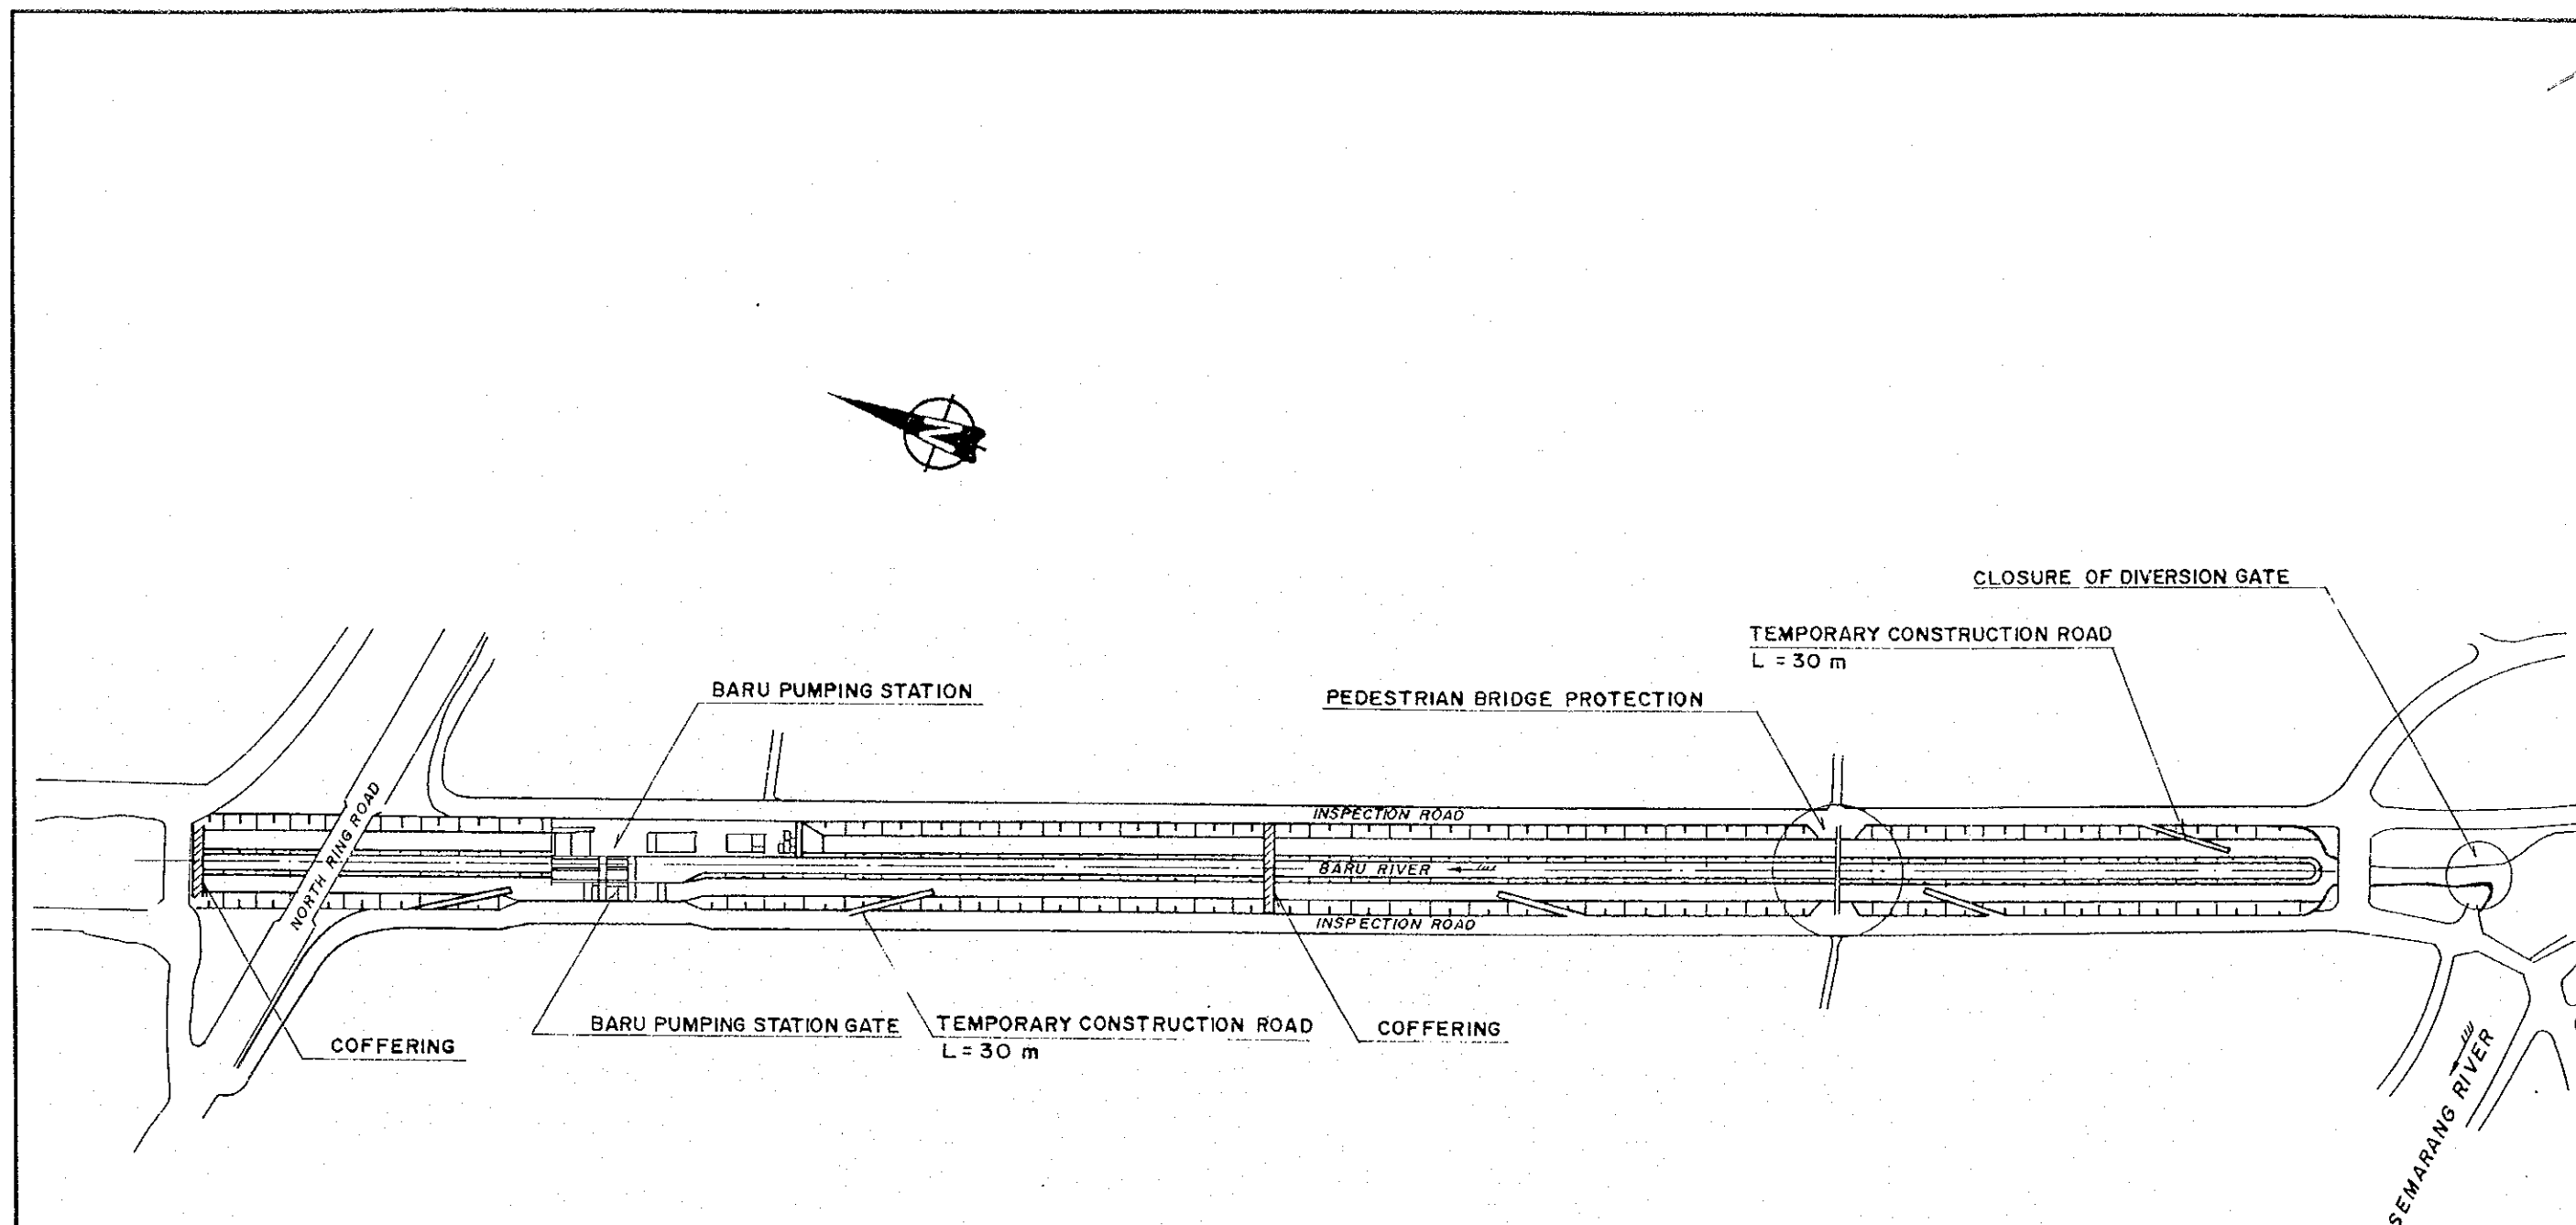 CLOSURE OF DIVERSION GATE
TEMPORARY CONSTRUCTION ROAD
L = 30 m
BARU PUMPING STATION
PEDESTRIAN BRIDGE PROTECTION
NORTH RING ROAD
INSPECTION ROAD
BARU RIVER
INSPECTION ROAD
BARU PUMPING STATION GATE
TEMPORARY CONSTRUCTION ROAD
L = 30 m
COFFERING
COFFERING
SEMARANG RIVER
N